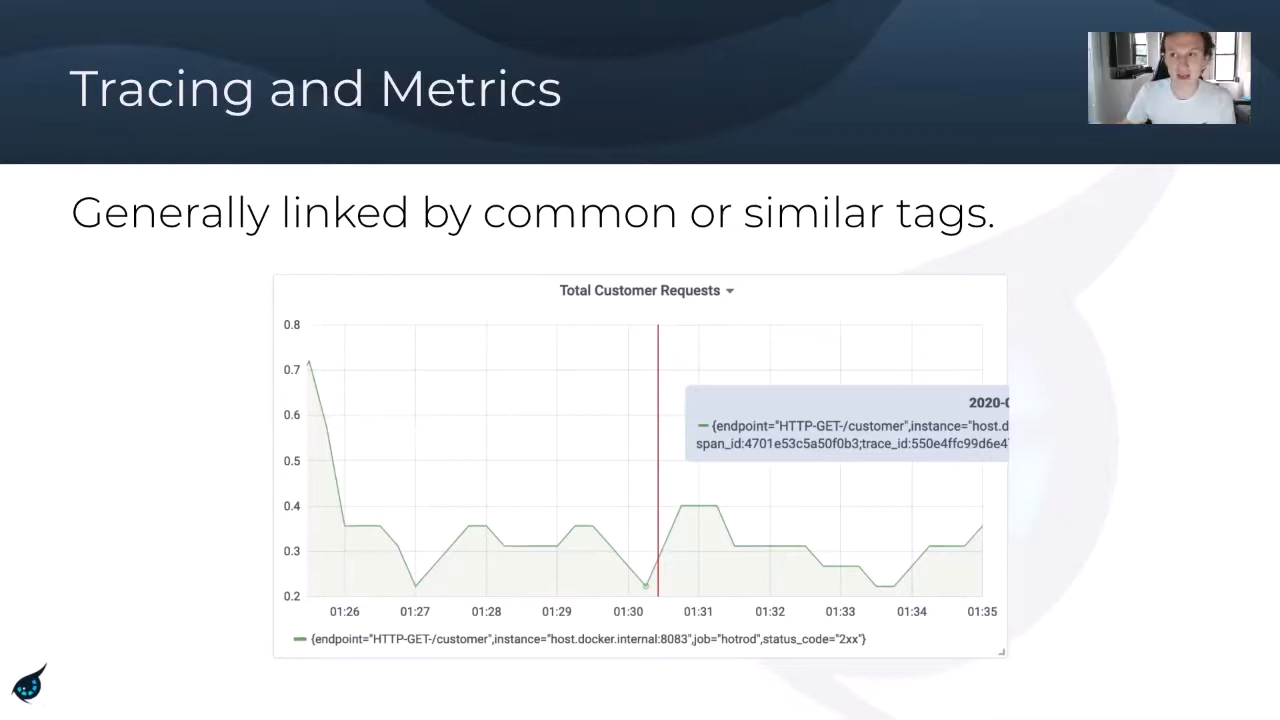 Tracing and Metrics
Generally linked by common or similar tags.
Total Customer Requests
0.8
0.7
0.6
0.5
0.4
0.3
0.2
2020-0
{endpoint="HTTP-GET-/customer",instance="host.d
span_id:4701e53c5a50f0b3;trace_id:550e4ffc99d6e4
01:26 01:27 01:28 01:29 01:30 01:31 01:32 01:33 01:34 01:35
{endpoint="HTTP-GET-/customer",instance="host.docker.internal:8083",job="hotrod",status_code="2xx"}